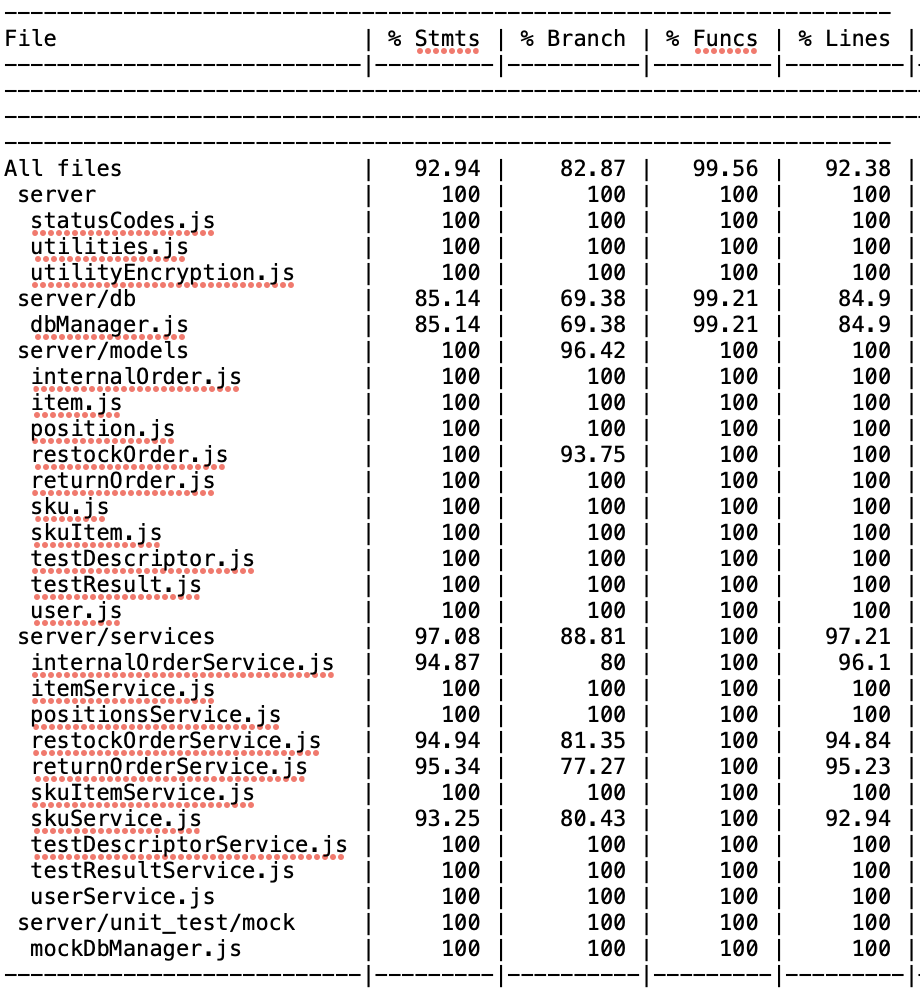 File | % Stmts | % Branch | % Funcs | % Lines |
All files | 92.94 | 82.87 | 99.56 | 92.38 |
server | 100 | 100 | 100 | 100 |
statusCodes.js | 100 | 100 | 100 | 100 |
utilities.js | 100 | 100 | 100 | 100 |
utilityEncryption.js | 100 | 100 | 100 | 100 |
server/db | 85.14 | 69.38 | 99.21 | 84.9 |
dbManager.js | 85.14 | 69.38 | 99.21 | 84.9 |
server/models | 100 | 96.42 | 100 | 100 |
internalOrder.js | 100 | 100 | 100 | 100 |
item.js | 100 | 100 | 100 | 100 |
position.js | 100 | 100 | 100 | 100 |
restockOrder.js | 100 | 93.75 | 100 | 100 |
returnOrder.js | 100 | 100 | 100 | 100 |
sku.js | 100 | 100 | 100 | 100 |
skuItem.js | 100 | 100 | 100 | 100 |
testDescriptor.js | 100 | 100 | 100 | 100 |
testResult.js | 100 | 100 | 100 | 100 |
user.js | 100 | 100 | 100 | 100 |
server/services | 97.08 | 88.81 | 100 | 97.21 |
internalOrderService.js | 94.87 | 80 | 100 | 96.1 |
itemService.js | 100 | 100 | 100 | 100 |
positionsService.js | 100 | 100 | 100 | 100 |
restockOrderService.js | 94.94 | 81.35 | 100 | 94.84 |
returnOrderService.js | 95.34 | 77.27 | 100 | 95.23 |
skuItemService.js | 100 | 100 | 100 | 100 |
skuService.js | 93.25 | 80.43 | 100 | 92.94 |
testDescriptorService.js | 100 | 100 | 100 | 100 |
testResultService.js | 100 | 100 | 100 | 100 |
userService.js | 100 | 100 | 100 | 100 |
server/unit_test/mock | 100 | 100 | 100 | 100 |
mockDbManager.js | 100 | 100 | 100 | 100 |